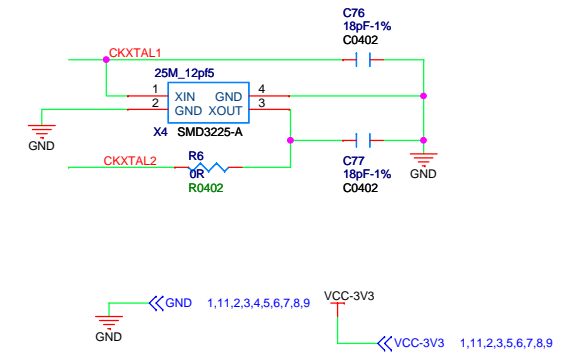 C76
18pF-1%
C0402
CKXTAL1
25M_12pf5
1 XIN GND 4
2 GND XOUT 3
X4 SMD3225-A
GND
CKXTAL2
R6
0R
R0402
C77
18pF-1%
C0402
GND
VCC-3V3
GND 1,11,2,3,4,5,6,7,8,9
GND
VCC-3V3 1,11,2,3,5,6,7,8,9